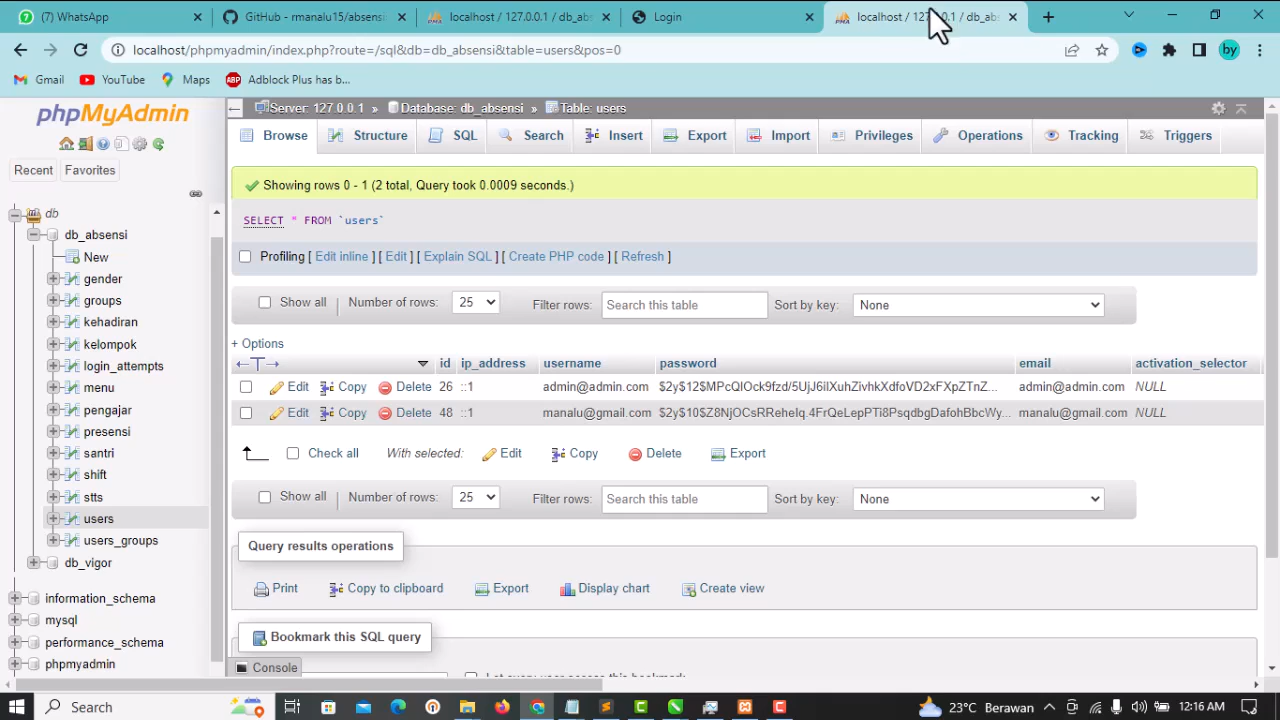 (7) WhatsApp
GitHub - rmanalu15/absensi
localhost / 127.0.0.1 / db_ab
Login
localhost / 127.0.0.1 / db_ab
localhost/phpmyadmin/index.php?route=/sql&db=db_absensi&table=users&pos=0
by
Gmail YouTube Maps ABP Adblock Plus has b...
phpMyAdmin
Recent Favorites
db
db_absensi
New
gender
groups
kehadiran
kelompok
login_attempts
menu
pengajar
presensi
santri
shift
stts
users
users_groups
db_vigor
information_schema
mysql
performance_schema
phpmyadmin
Server: 127.0.0.1 » Database: db_absensi » Table: users
Browse Structure SQL Search Insert Export Import Privileges Operations Tracking Triggers
Showing rows 0 - 1 (2 total, Query took 0.0009 seconds.)
SELECT * FROM `users`
Profiling [ Edit inline ] [ Edit ] [ Explain SQL ] [ Create PHP code ] [ Refresh ]
Show all Number of rows: 25 Filter rows: Search this table Sort by key: None
+ Options
←T→ id ip_address username password email activation_selector
Edit Copy Delete 26 ::1 admin@admin.com admin@admin.com NULL
Edit Copy Delete 48 ::1 manalu@gmail.com manalu@gmail.com NULL
Check all With selected: Edit Copy Delete Export
Show all Number of rows: 25 Filter rows: Search this table Sort by key: None
Query results operations
Print Copy to clipboard Export Display chart Create view
Bookmark this SQL query
Console
Search
23°C Berawan
12:16 AM